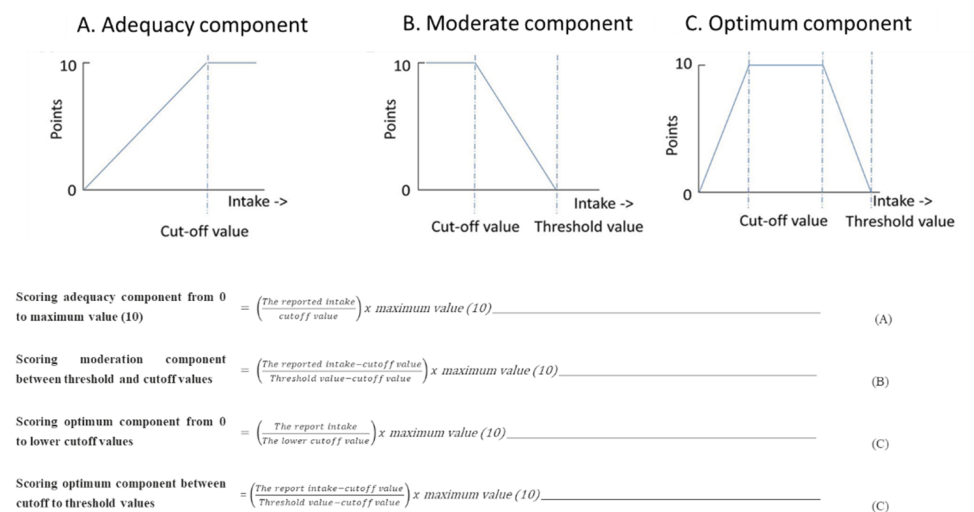 A. Adequacy component
B. Moderate component
C. Optimum component
10
Points
0
Intake ->
Cut-off value
10
Points
0
Intake ->
Cut-off value Threshold value
10
Points
0
Intake ->
Cut-off value Threshold value
Scoring adequacy component from 0
to maximum value (10)
= (The reported intake / cutoff value) x maximum value (10)
(A)
Scoring moderation component
between threshold and cutoff values
= (The reported intake−cutoff value / Threshold value−cutoff value) x maximum value (10)
(B)
Scoring optimum component from 0
to lower cutoff values
= (The report intake / The lower cutoff value) x maximum value (10)
(C)
Scoring optimum component between
cutoff to threshold values
= (The report intake−cutoff value / Threshold value−cutoff value) x maximum value (10)
(C)